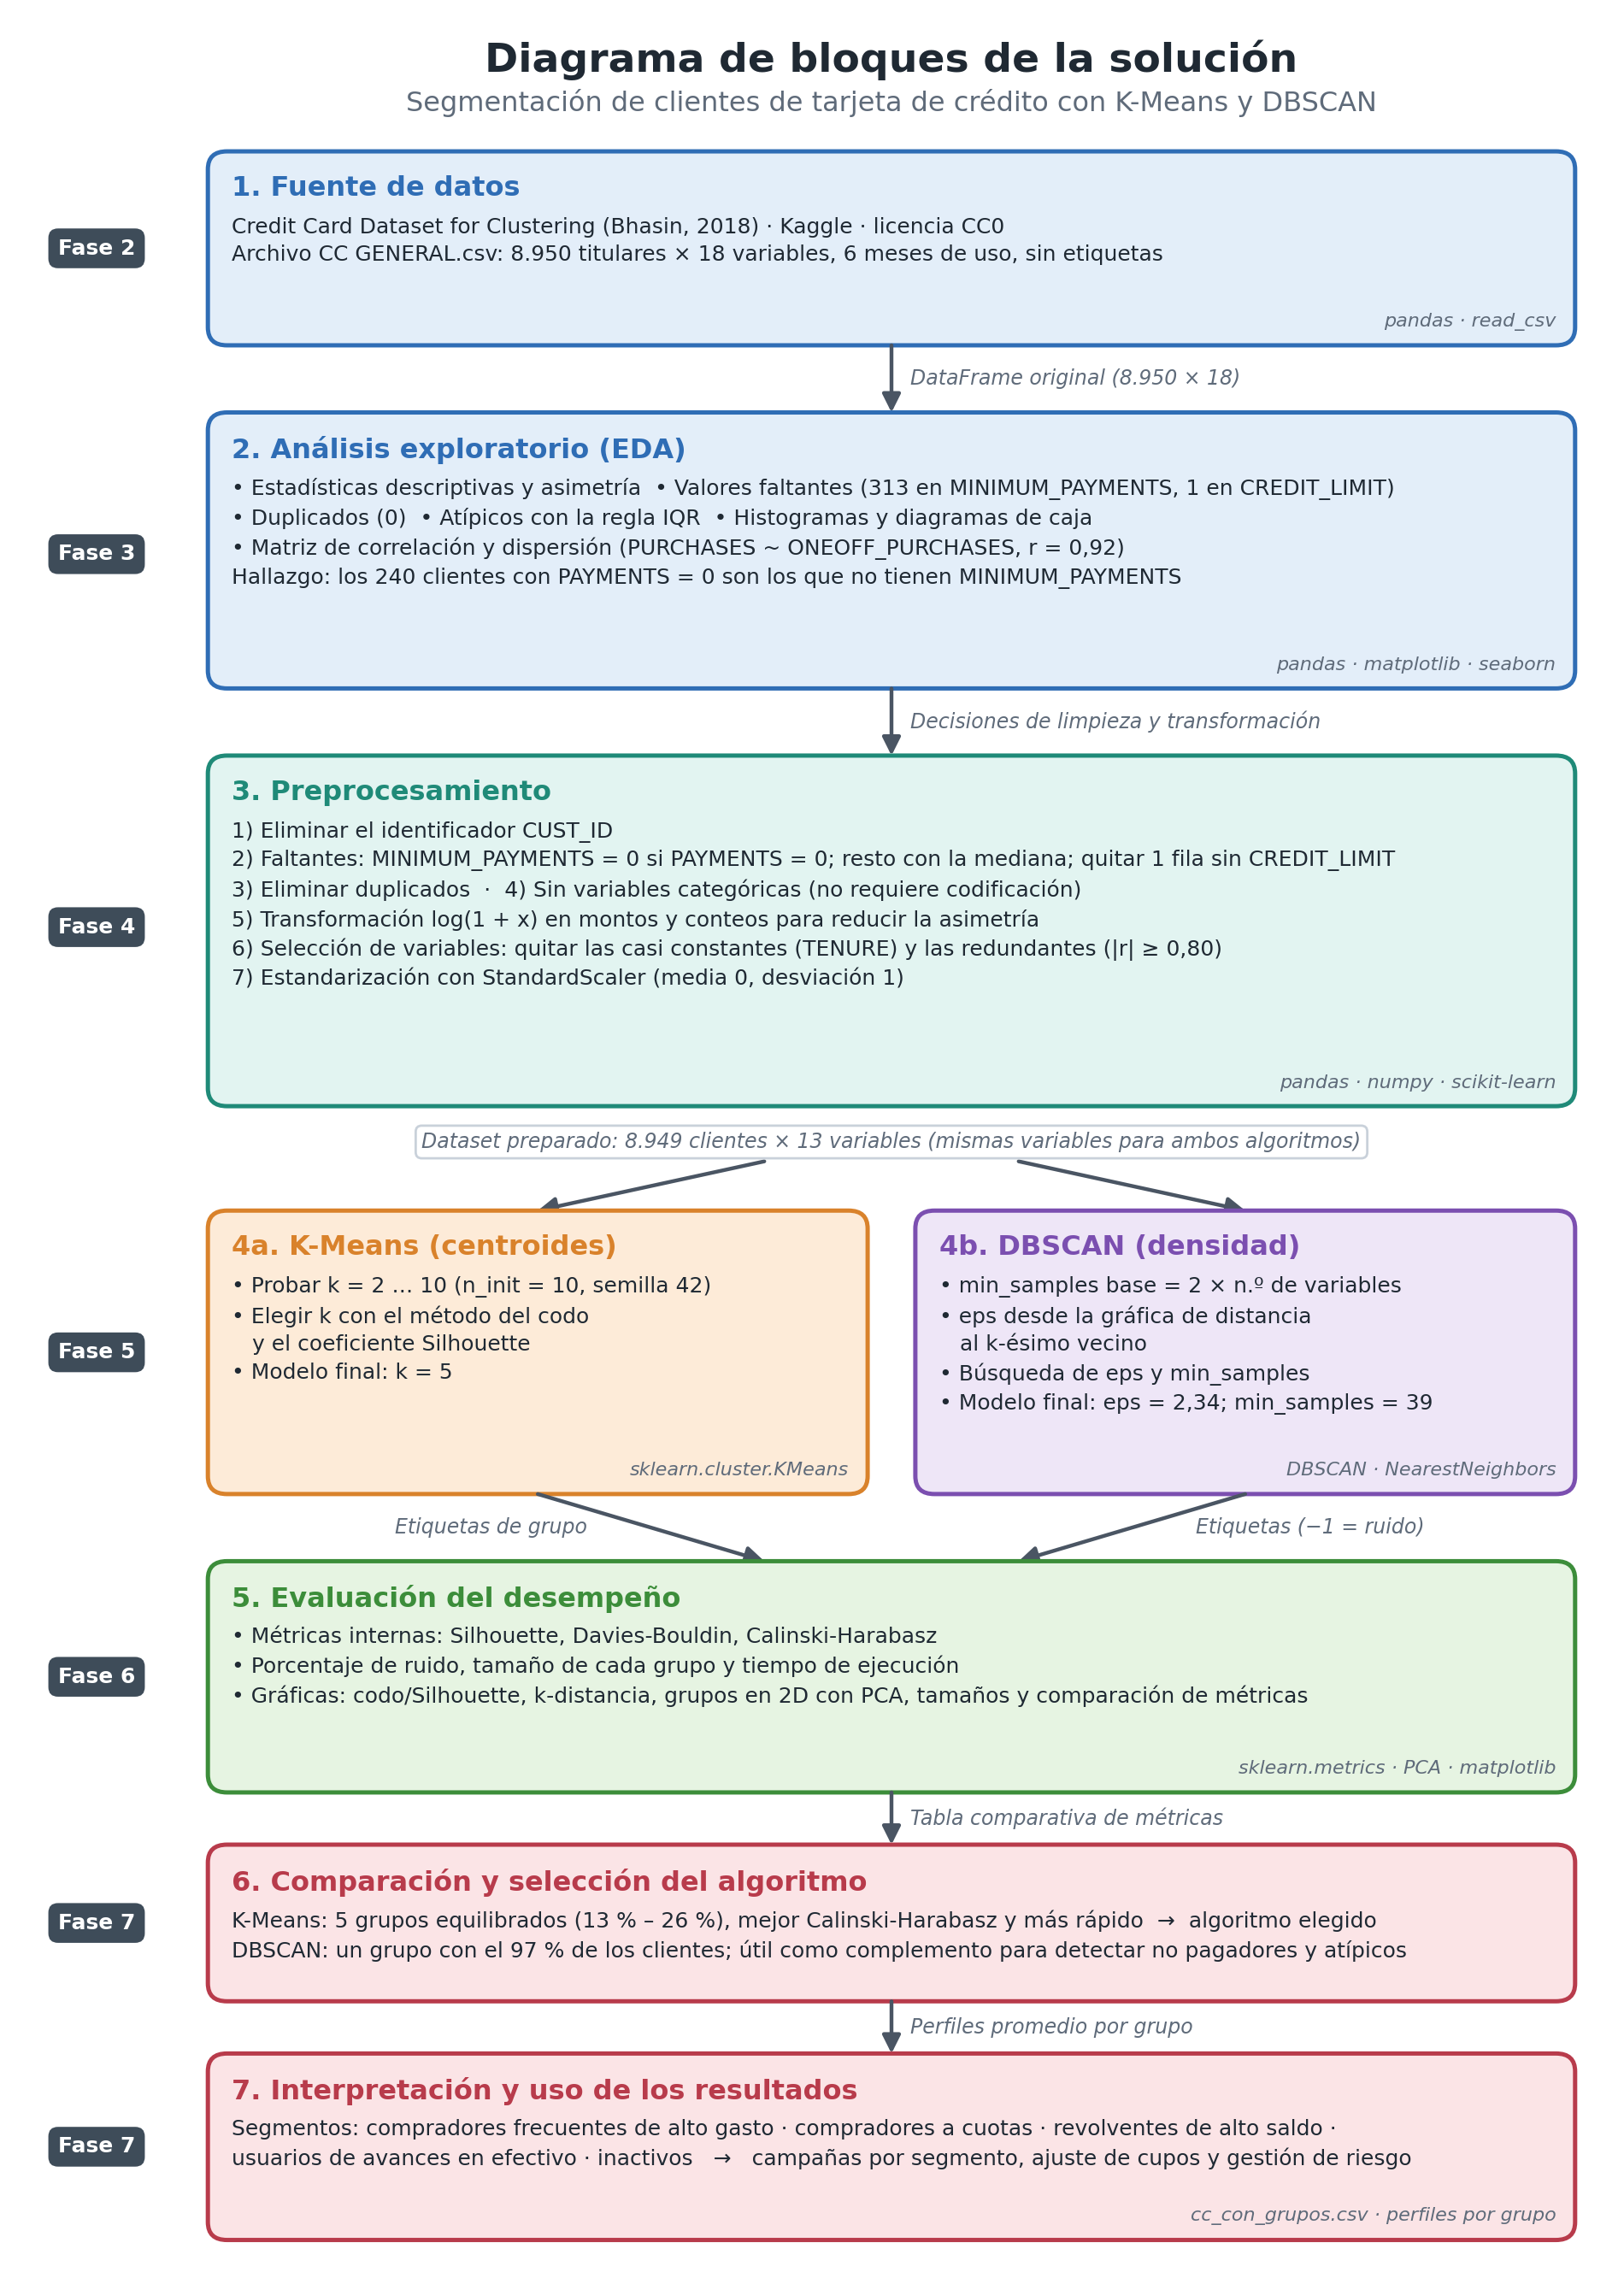 Diagrama de bloques de la solución
Segmentación de clientes de tarjeta de crédito con K-Means y DBSCAN
Fase 2
1. Fuente de datos
Credit Card Dataset for Clustering (Bhasin, 2018) · Kaggle · licencia CC0
Archivo CC GENERAL.csv: 8.950 titulares × 18 variables, 6 meses de uso, sin etiquetas
pandas · read_csv
DataFrame original (8.950 × 18)
Fase 3
2. Análisis exploratorio (EDA)
• Estadísticas descriptivas y asimetría • Valores faltantes (313 en MINIMUM_PAYMENTS, 1 en CREDIT_LIMIT)
• Duplicados (0) • Atípicos con la regla IQR • Histogramas y diagramas de caja
• Matriz de correlación y dispersión (PURCHASES ~ ONEOFF_PURCHASES, r = 0,92)
Hallazgo: los 240 clientes con PAYMENTS = 0 son los que no tienen MINIMUM_PAYMENTS
pandas · matplotlib · seaborn
Decisiones de limpieza y transformación
Fase 4
3. Preprocesamiento
1) Eliminar el identificador CUST_ID
2) Faltantes: MINIMUM_PAYMENTS = 0 si PAYMENTS = 0; resto con la mediana; quitar 1 fila sin CREDIT_LIMIT
3) Eliminar duplicados · 4) Sin variables categóricas (no requiere codificación)
5) Transformación log(1 + x) en montos y conteos para reducir la asimetría
6) Selección de variables: quitar las casi constantes (TENURE) y las redundantes (|r| ≥ 0,80)
7) Estandarización con StandardScaler (media 0, desviación 1)
pandas · numpy · scikit-learn
Dataset preparado: 8.949 clientes × 13 variables (mismas variables para ambos algoritmos)
Fase 5
4a. K-Means (centroides)
• Probar k = 2 … 10 (n_init = 10, semilla 42)
• Elegir k con el método del codo
y el coeficiente Silhouette
• Modelo final: k = 5
sklearn.cluster.KMeans
4b. DBSCAN (densidad)
• min_samples base = 2 × n.º de variables
• eps desde la gráfica de distancia
al k-ésimo vecino
• Búsqueda de eps y min_samples
• Modelo final: eps = 2,34; min_samples = 39
DBSCAN · NearestNeighbors
Etiquetas de grupo
Etiquetas (−1 = ruido)
Fase 6
5. Evaluación del desempeño
• Métricas internas: Silhouette, Davies-Bouldin, Calinski-Harabasz
• Porcentaje de ruido, tamaño de cada grupo y tiempo de ejecución
• Gráficas: codo/Silhouette, k-distancia, grupos en 2D con PCA, tamaños y comparación de métricas
sklearn.metrics · PCA · matplotlib
Tabla comparativa de métricas
Fase 7
6. Comparación y selección del algoritmo
K-Means: 5 grupos equilibrados (13 % – 26 %), mejor Calinski-Harabasz y más rápido → algoritmo elegido
DBSCAN: un grupo con el 97 % de los clientes; útil como complemento para detectar no pagadores y atípicos
Perfiles promedio por grupo
Fase 7
7. Interpretación y uso de los resultados
Segmentos: compradores frecuentes de alto gasto · compradores a cuotas · revolventes de alto saldo ·
usuarios de avances en efectivo · inactivos → campañas por segmento, ajuste de cupos y gestión de riesgo
cc_con_grupos.csv · perfiles por grupo